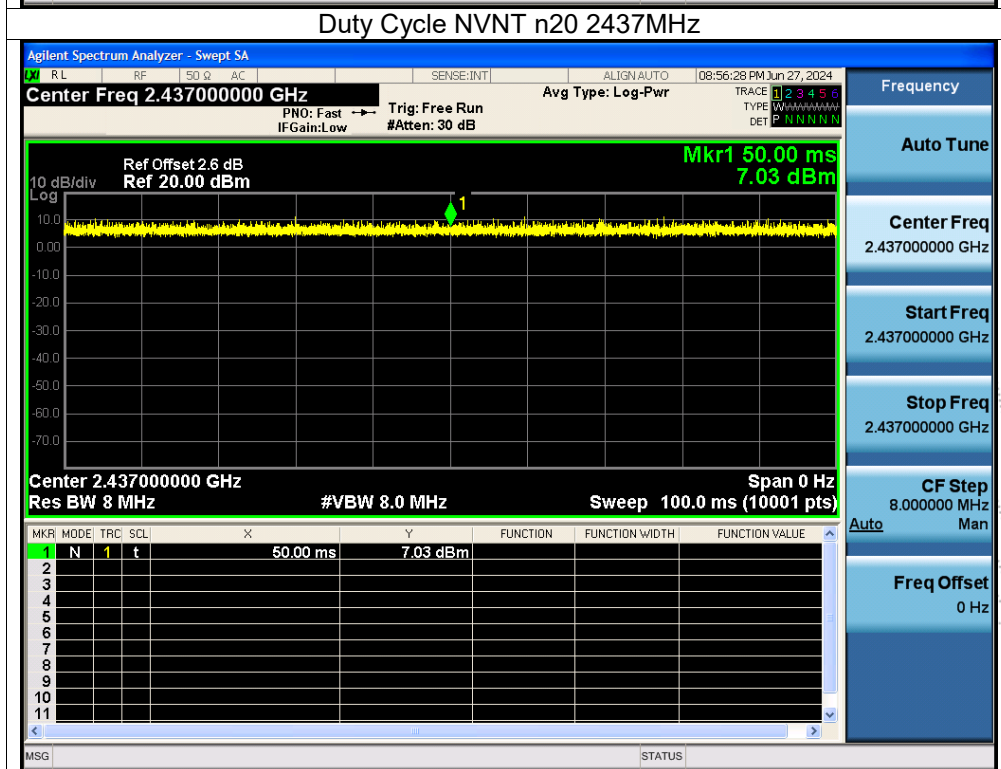 Duty Cycle NVNT n20 2437MHz
Agilent Spectrum Analyzer - Swept SA
LXI RL RF 50 Ω AC SENSE:INT ALIGN AUTO 08:56:28 PM Jun 27, 2024
Center Freq 2.437000000 GHz
PNO: Fast
IFGain:Low
Trig: Free Run
#Atten: 30 dB
Avg Type: Log-Pwr
TRACE 1 2 3 4 5 6
TYPE WWWWWW
DET P N N N N N
Ref Offset 2.6 dB
10 dB/div Ref 20.00 dBm
Log
Mkr1 50.00 ms
7.03 dBm
1
10.0
0.00
-10.0
-20.0
-30.0
-40.0
-50.0
-60.0
-70.0
Center 2.437000000 GHz Span 0 Hz
Res BW 8 MHz #VBW 8.0 MHz Sweep 100.0 ms (10001 pts)
MKR MODE TRC SCL X Y FUNCTION FUNCTION WIDTH FUNCTION VALUE
1 N 1 t 50.00 ms 7.03 dBm
2
3
4
5
6
7
8
9
10
11
MSG STATUS
Frequency
Auto Tune
Center Freq
2.437000000 GHz
Start Freq
2.437000000 GHz
Stop Freq
2.437000000 GHz
CF Step
8.000000 MHz
Auto Man
Freq Offset
0 Hz